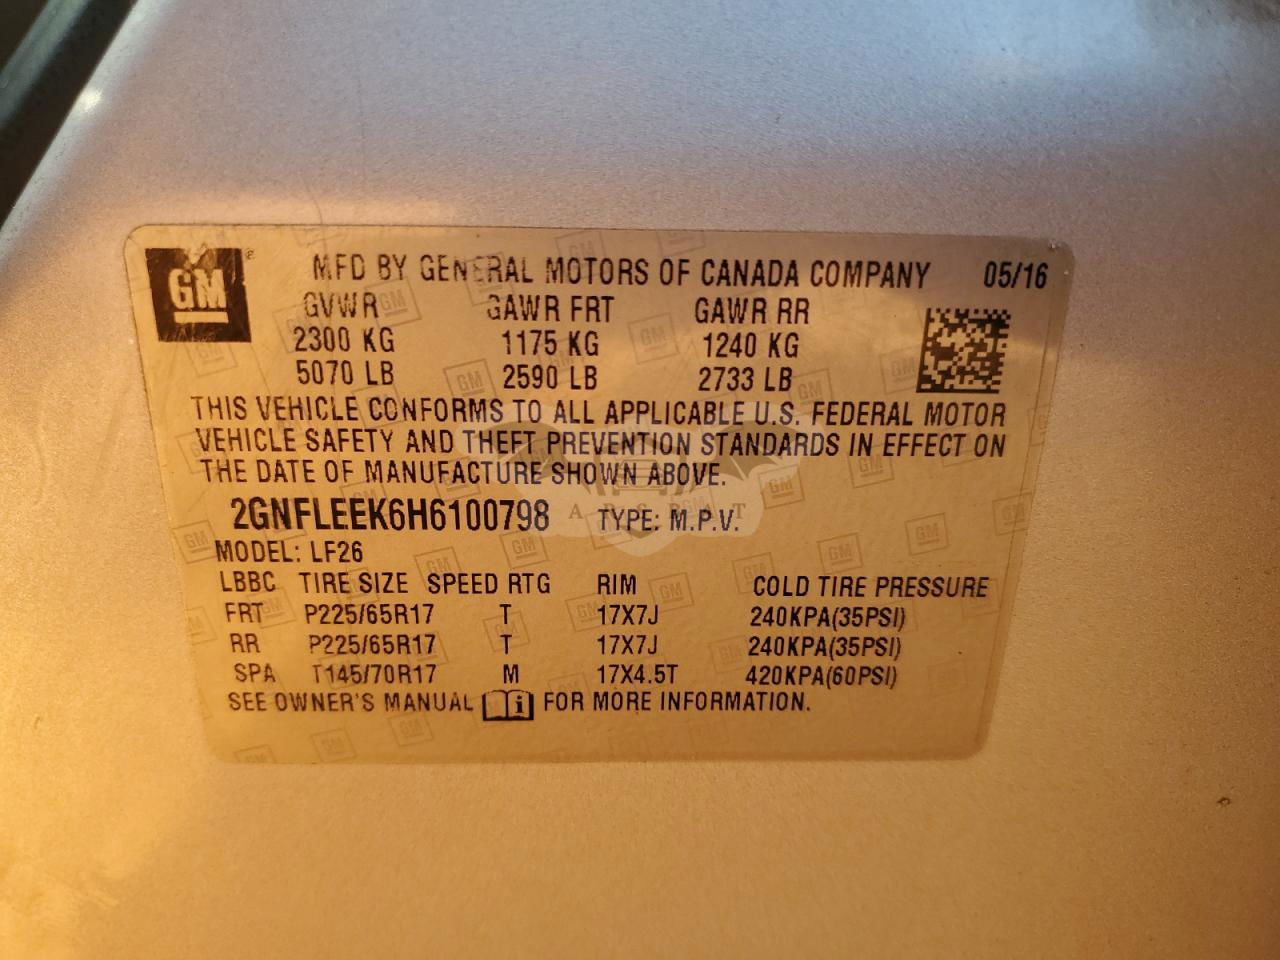 GM ® MFD BY GENERAL MOTORS OF CANADA COMPANY 05/16
GVWR GAWR FRT GAWR RR
2300 KG 1175 KG 1240 KG
5070 LB 2590 LB 2733 LB
THIS VEHICLE CONFORMS TO ALL APPLICABLE U.S. FEDERAL MOTOR
VEHICLE SAFETY AND THEFT PREVENTION STANDARDS IN EFFECT ON
THE DATE OF MANUFACTURE SHOWN ABOVE.
2GNFLEEK6H6100798 TYPE: M.P.V.
MODEL: LF26
LBBC TIRE SIZE SPEED RTG RIM COLD TIRE PRESSURE
FRT P225/65R17 T 17X7J 240KPA(35PSI)
RR P225/65R17 T 17X7J 240KPA(35PSI)
SPA T145/70R17 M 17X4.5T 420KPA(60PSI)
SEE OWNER'S MANUAL i FOR MORE INFORMATION.